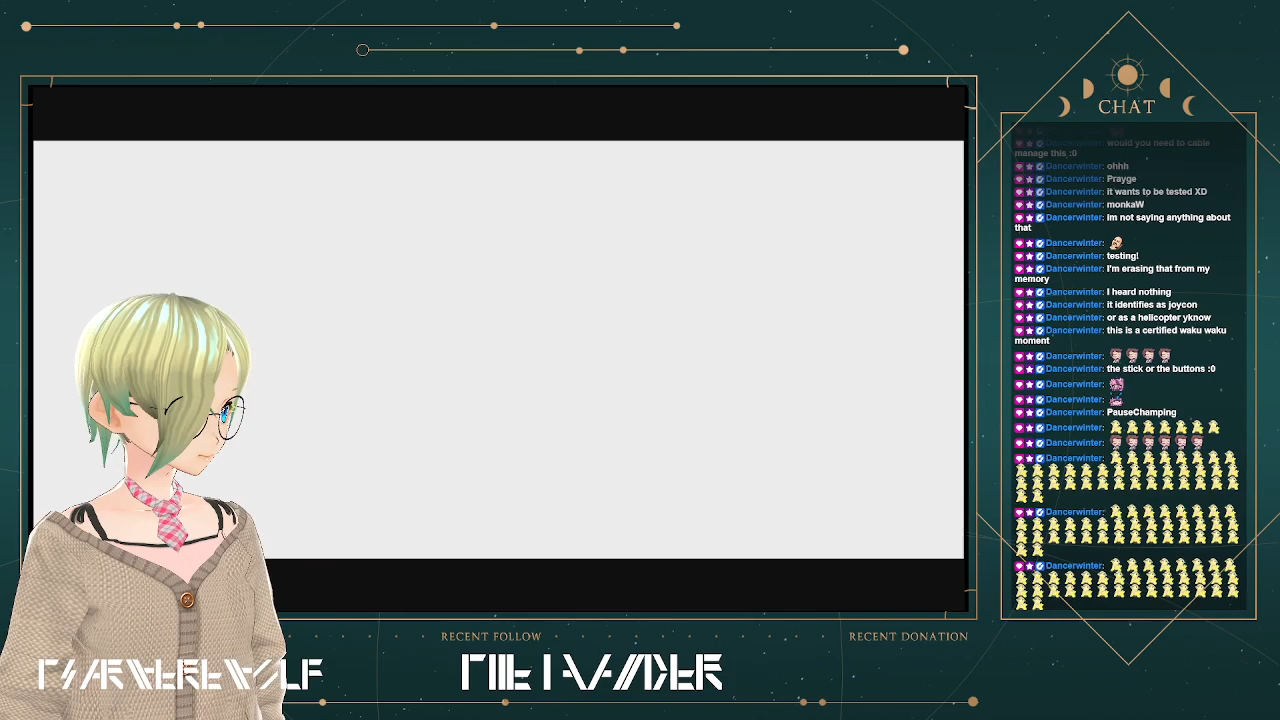 CHAT
would you need to cable
manage this :0
Dancerwinter: ohhh
Dancerwinter: Prayge
Dancerwinter: it wants to be tested XD
Dancerwinter: monkaW
Dancerwinter: im not saying anything about
that
Dancerwinter:
Dancerwinter: testing!
Dancerwinter: I'm erasing that from my
memory
Dancerwinter: I heard nothing
Dancerwinter: it identifies as joycon
Dancerwinter: or as a helicopter yknow
Dancerwinter: this is a certified waku waku
moment
Dancerwinter:
Dancerwinter: the stick or the buttons :0
Dancerwinter:
Dancerwinter:
Dancerwinter: PauseChamping
Dancerwinter:
Dancerwinter:
Dancerwinter:
Dancerwinter:
Dancerwinter:
RECENT FOLLOW
RECENT DONATION